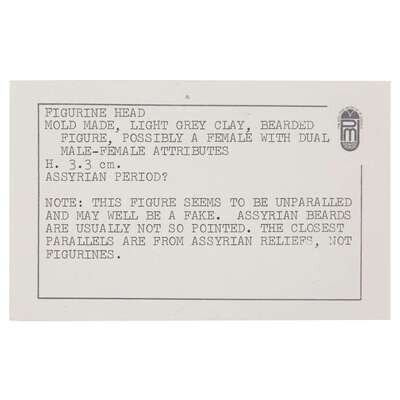 FIGURINE HEAD
MOLD MADE, LIGHT GREY CLAY, BEARDED
FIGURE, POSSIBLY A FEMALE WITH DUAL
MALE-FEMALE ATTRIBUTES
H. 3.3 cm.
ASSYRIAN PERIOD?
NOTE: THIS FIGURE SEEMS TO BE UNPARALLED
AND MAY WELL BE A FAKE. ASSYRIAN BEARDS
ARE USUALLY NOT SO POINTED. THE CLOSEST
PARALLELS ARE FROM ASSYRIAN RELIEFS, NOT
FIGURINES.